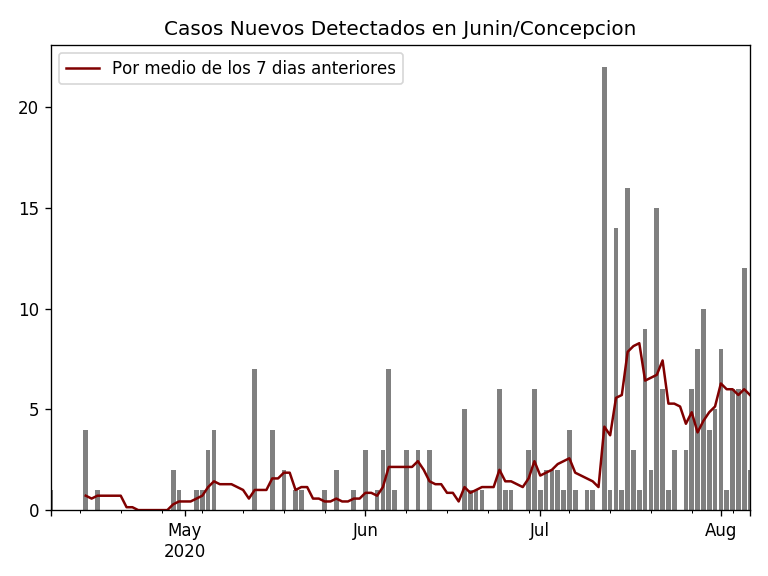 Casos Nuevos Detectados en Junin/Concepcion
Por medio de los 7 dias anteriores
20
15
10
5
0
May
2020
Jun
Jul
Aug